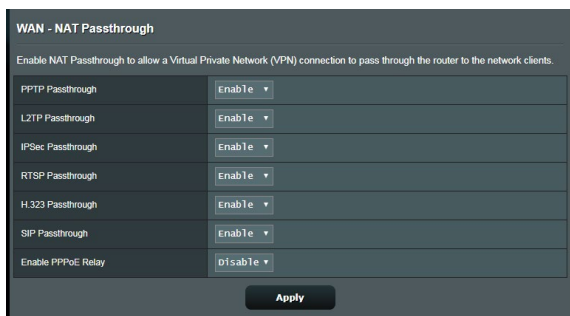 WAN - NAT Passthrough
Enable NAT Passthrough to allow a Virtual Private Network (VPN) connection to pass through the router to the network clients.
PPTP Passthrough Enable
L2TP Passthrough Enable
IPSec Passthrough Enable
RTSP Passthrough Enable
H.323 Passthrough Enable
SIP Passthrough Enable
Enable PPPoE Relay Disable
Apply